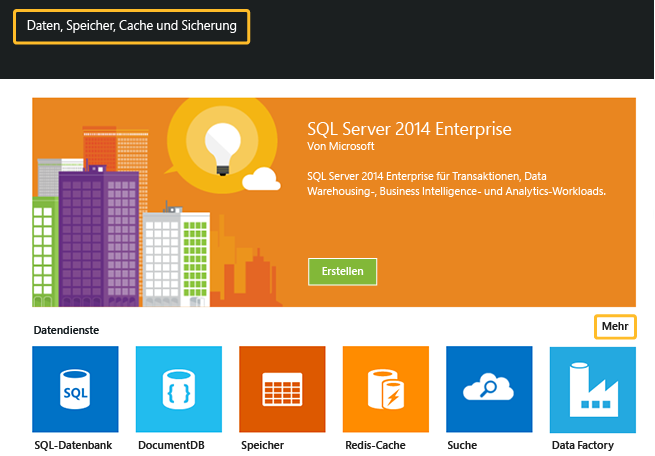 Daten, Speicher, Cache und Sicherung
SQL Server 2014 Enterprise
Von Microsoft
SQL Server 2014 Enterprise für Transaktionen, Data
Warehousing-, Business Intelligence- und Analytics-Workloads.
Erstellen
Datendienste
Mehr
SQL
SQL-Datenbank
DocumentDB
Speicher
Redis-Cache
Suche
Data Factory